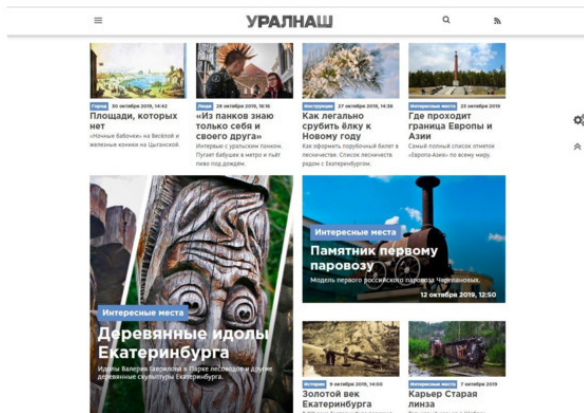 УРАЛНАШ
Город 30 октября 2019, 14:42
Площади, которых
нет
«Ночные Бабочки» на Весёлой и
железные коники на Цыганской.
Люди 28 октября 2019, 18:16
«Из панков знаю
только себя и
своего друга»
Интервью с уральским панком.
Пугает бабушек в метро и пьёт
пиво под дождём.
Инструкции 27 октября 2019, 14:38
Как легально
срубить ёлку к
Новому году
Как оформить порубочный билет в
лесничестве. Список лесничеств
рядом с Екатеринбургом.
Интересные места 23 октября 2019
Где проходит
граница Европы и
Азии
Самый полный список отметок
«Европа-Азия» по всему миру.
Интересные места
Деревянные идолы
Екатеринбурга
Идолы Валерия Гаврилова в Парке лесоводов и другие
деревянные скульптуры Екатеринбурга.
Интересные места
Памятник первому
паровозу
Модель первого российского паровоза Черепановых.
12 октября 2019, 12:50
История 9 октября 2019, 14:00
Золотой век
Екатеринбурга
Интересные места 7 октября 2019
Карьер Старая
линза